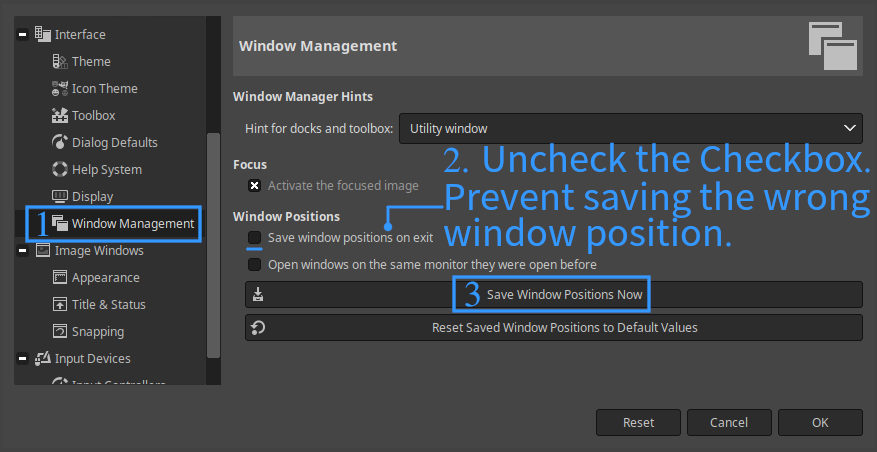 Interface
Theme
Icon Theme
Toolbox
Dialog Defaults
Help System
Display
1 Window Management
Image Windows
Appearance
Title & Status
Snapping
Input Devices
Input Controllers
Window Management
Window Manager Hints
Hint for docks and toolbox: Utility window
Focus
Activate the focused image
2. Uncheck the Checkbox.
Prevent saving the wrong
window position.
Window Positions
Save window positions on exit
Open windows on the same monitor they were open before
3 Save Window Positions Now
Reset Saved Window Positions to Default Values
Reset Cancel OK